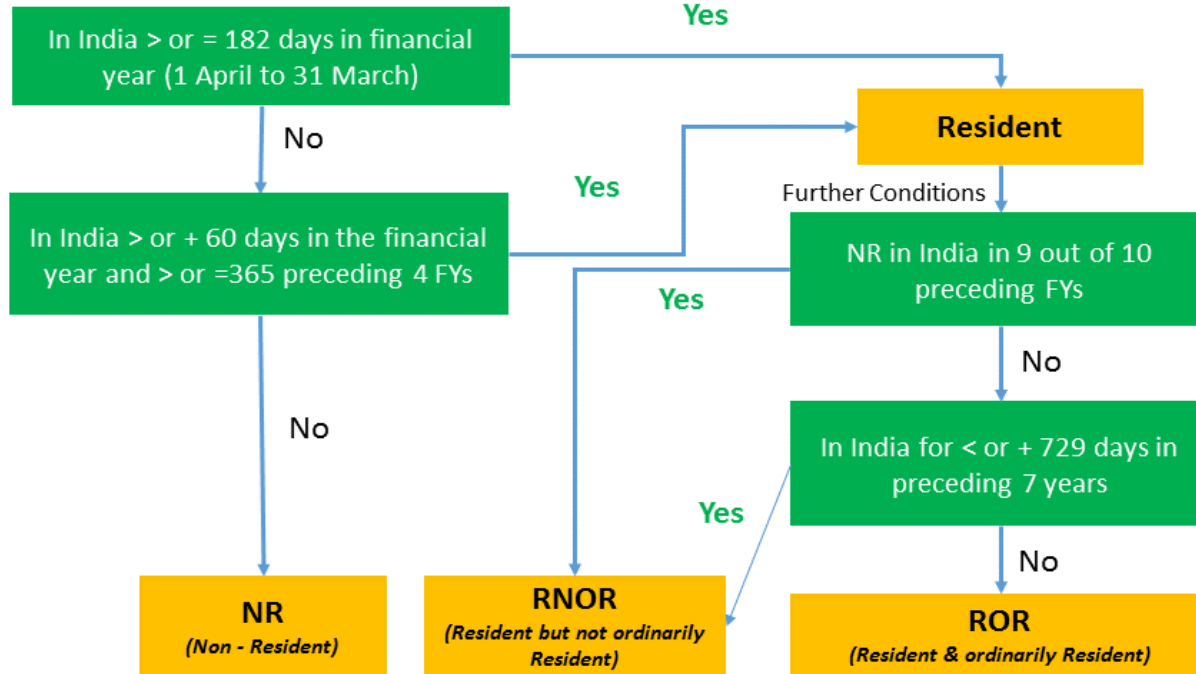 In India > or = 182 days in financial
year (1 April to 31 March)
Yes
Resident
No
Yes
Further Conditions
In India > or + 60 days in the financial
year and > or =365 preceding 4 FYs
NR in India in 9 out of 10
preceding FYs
Yes
No
No
In India for < or + 729 days in
preceding 7 years
Yes
No
NR
(Non - Resident)
RNOR
(Resident but not ordinarily
Resident)
ROR
(Resident & ordinarily Resident)